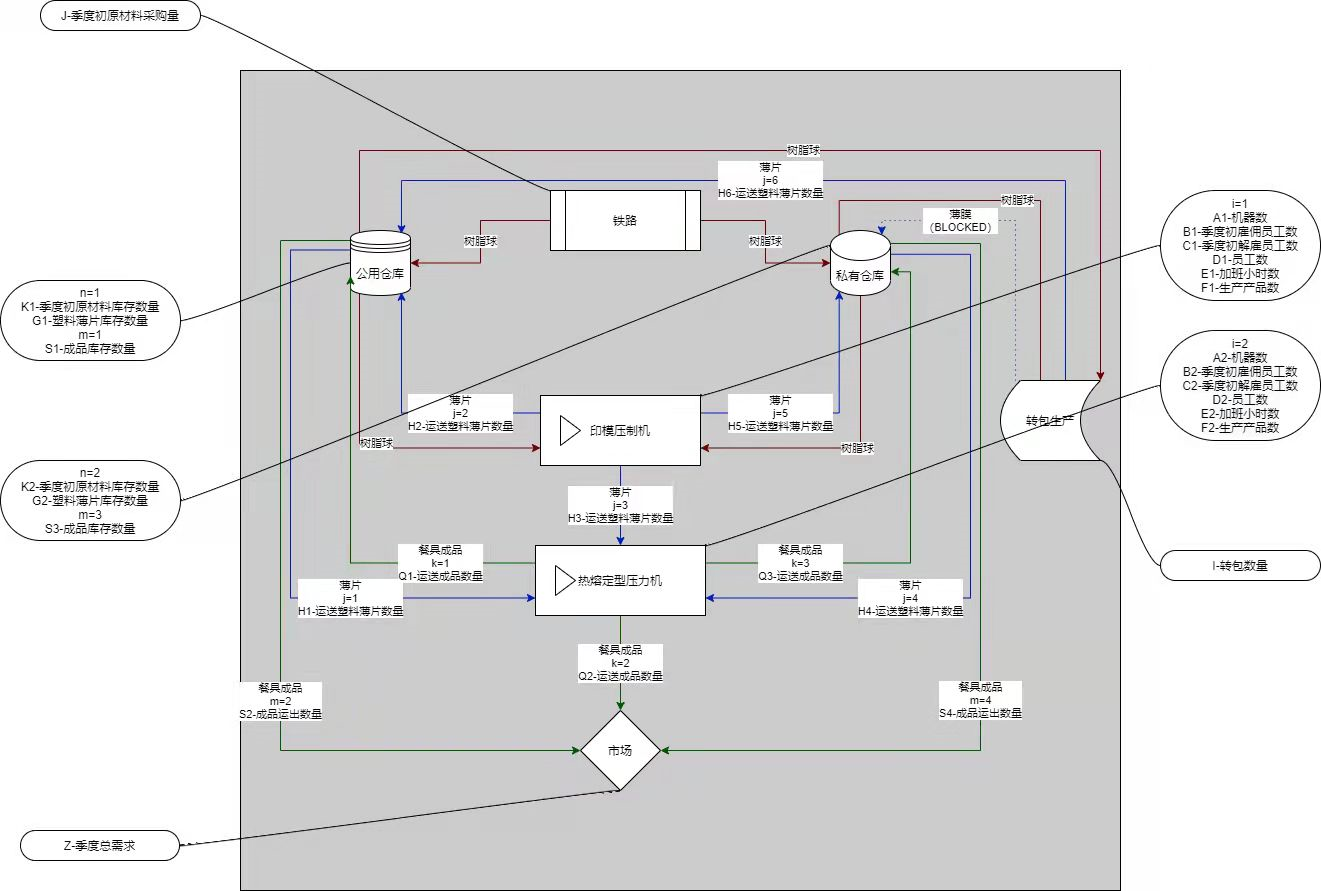 J-季度初原材料采购量
树脂球
薄片
j=6
H6-运送塑料薄片数量
铁路
树脂球
薄膜
（BLOCKED）
树脂球
树脂球
公用仓库
私有仓库
i=1
A1-机器数
B1-季度初雇佣员工数
C1-季度初解雇员工数
D1-员工数
E1-加班小时数
F1-生产产品数
n=1
K1-季度初原材料库存数量
G1-塑料薄片库存数量
m=1
S1-成品库存数量
i=2
A2-机器数
B2-季度初雇佣员工数
C2-季度初解雇员工数
D2-员工数
E2-加班小时数
F2-生产产品数
薄片
j=2
H2-运送塑料薄片数量
印模压制机
薄片
j=5
H5-运送塑料薄片数量
转包生产
树脂球
树脂球
n=2
K2-季度初原材料库存数量
G2-塑料薄片库存数量
m=3
S3-成品库存数量
薄片
j=3
H3-运送塑料薄片数量
餐具成品
k=1
Q1-运送成品数量
热熔定型压力机
餐具成品
k=3
Q3-运送成品数量
I-转包数量
薄片
j=1
H1-运送塑料薄片数量
薄片
j=4
H4-运送塑料薄片数量
餐具成品
k=2
Q2-运送成品数量
餐具成品
m=2
S2-成品运出数量
餐具成品
m=4
S4-成品运出数量
市场
Z-季度总需求